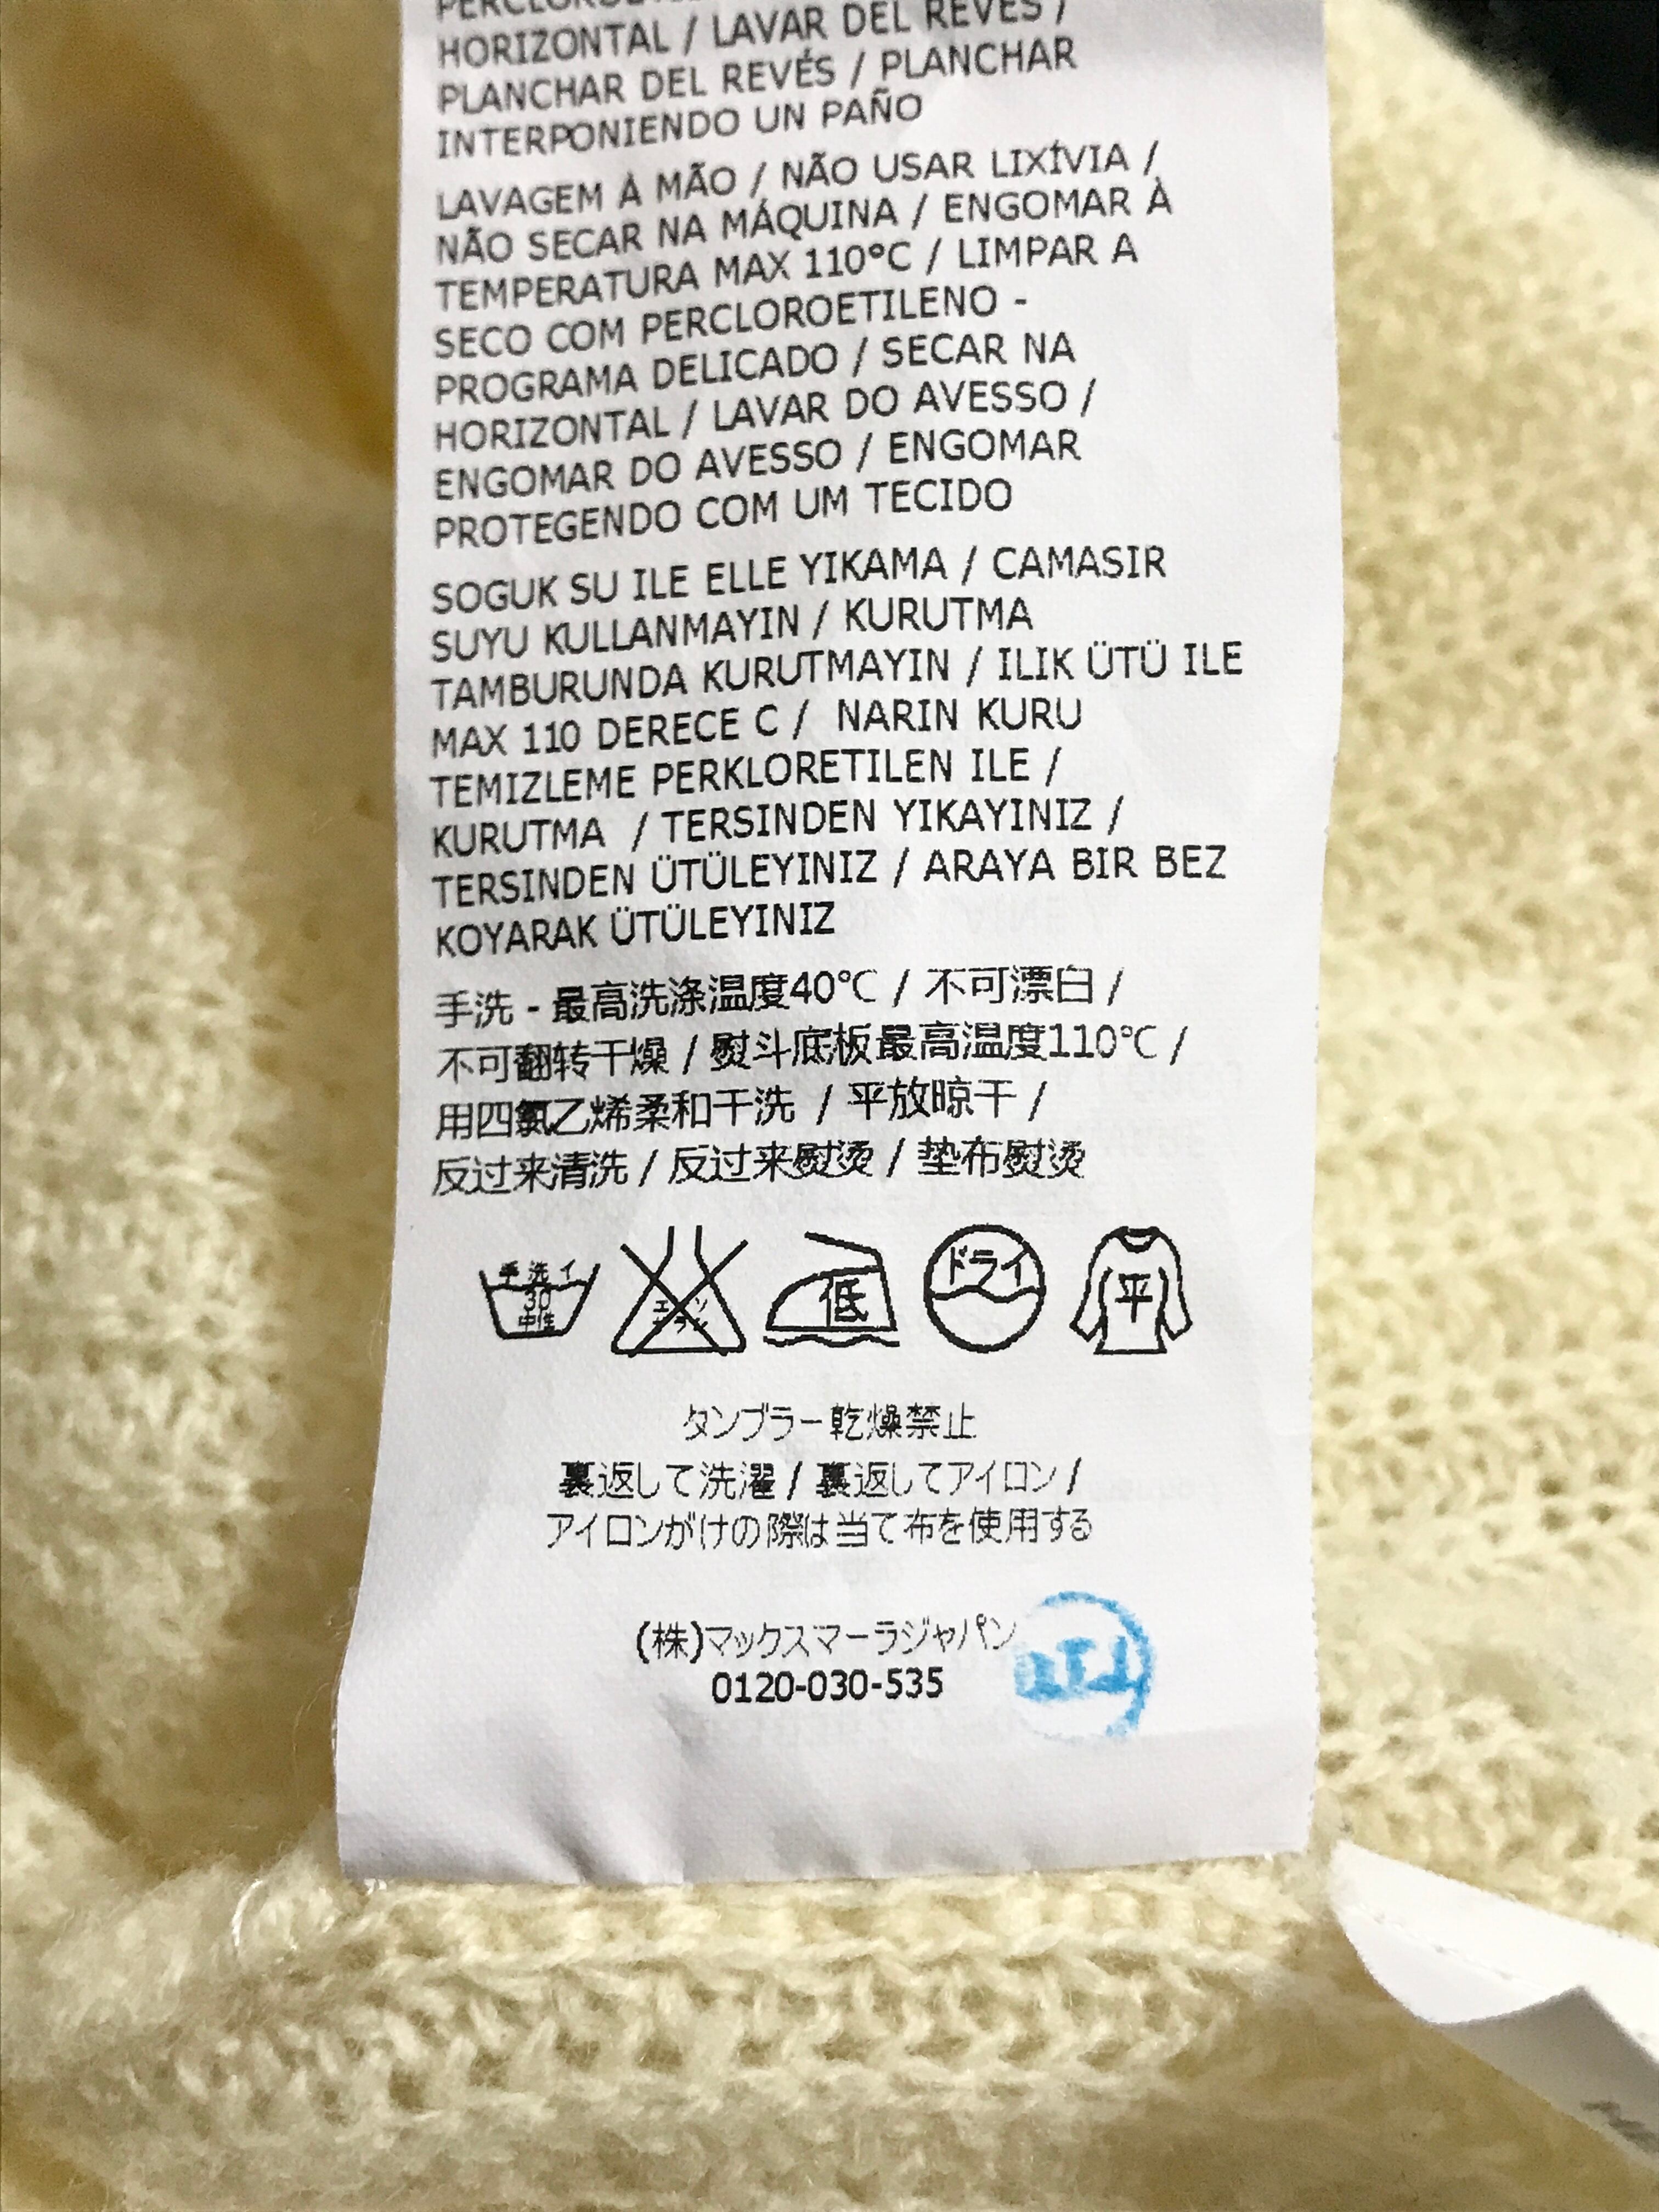 HORIZONTAL / LAVAR DEL REVÉS /
PLANCHAR DEL REVÉS / PLANCHAR
INTERPONIENDO UN PAÑO
LAVAGEM À MÃO / NÃO USAR LIXÍVIA /
NÃO SECAR NA MÁQUINA / ENGOMAR À
TEMPERATURA MAX 110°C / LIMPAR A
SECO COM PERCLOROETILENO -
PROGRAMA DELICADO / SECAR NA
HORIZONTAL / LAVAR DO AVESSO /
ENGOMAR DO AVESSO / ENGOMAR
PROTEGENDO COM UM TECIDO
SOGUK SU ILE ELLE YIKAMA / CAMASIR
SUYU KULLANMAYIN / KURUTMA
TAMBURUNDA KURUTMAYIN / ILIK ÜTÜ ILE
MAX 110 DERECE C / NARIN KURU
TEMIZLEME PERKLORETILEN ILE /
KURUTMA / TERSINDEN YIKAYINIZ /
TERSINDEN ÜTÜLEYINIZ / ARAYA BIR BEZ
KOYARAK ÜTÜLEYINIZ
手洗 - 最高洗涤温度40℃ / 不可漂白 /
不可翻转干燥 / 熨斗底板最高温度110℃ /
用四氯乙烯柔和干洗 / 平放晾干 /
反过来清洗 / 反过来熨烫 / 垫布熨烫
手洗イ
30
中性
低
ドライ
平
タンブラー乾燥禁止
裏返して洗濯 / 裏返してアイロン /
アイロンがけの際は当て布を使用する
(株)マックスマーラジャパン
0120-030-535